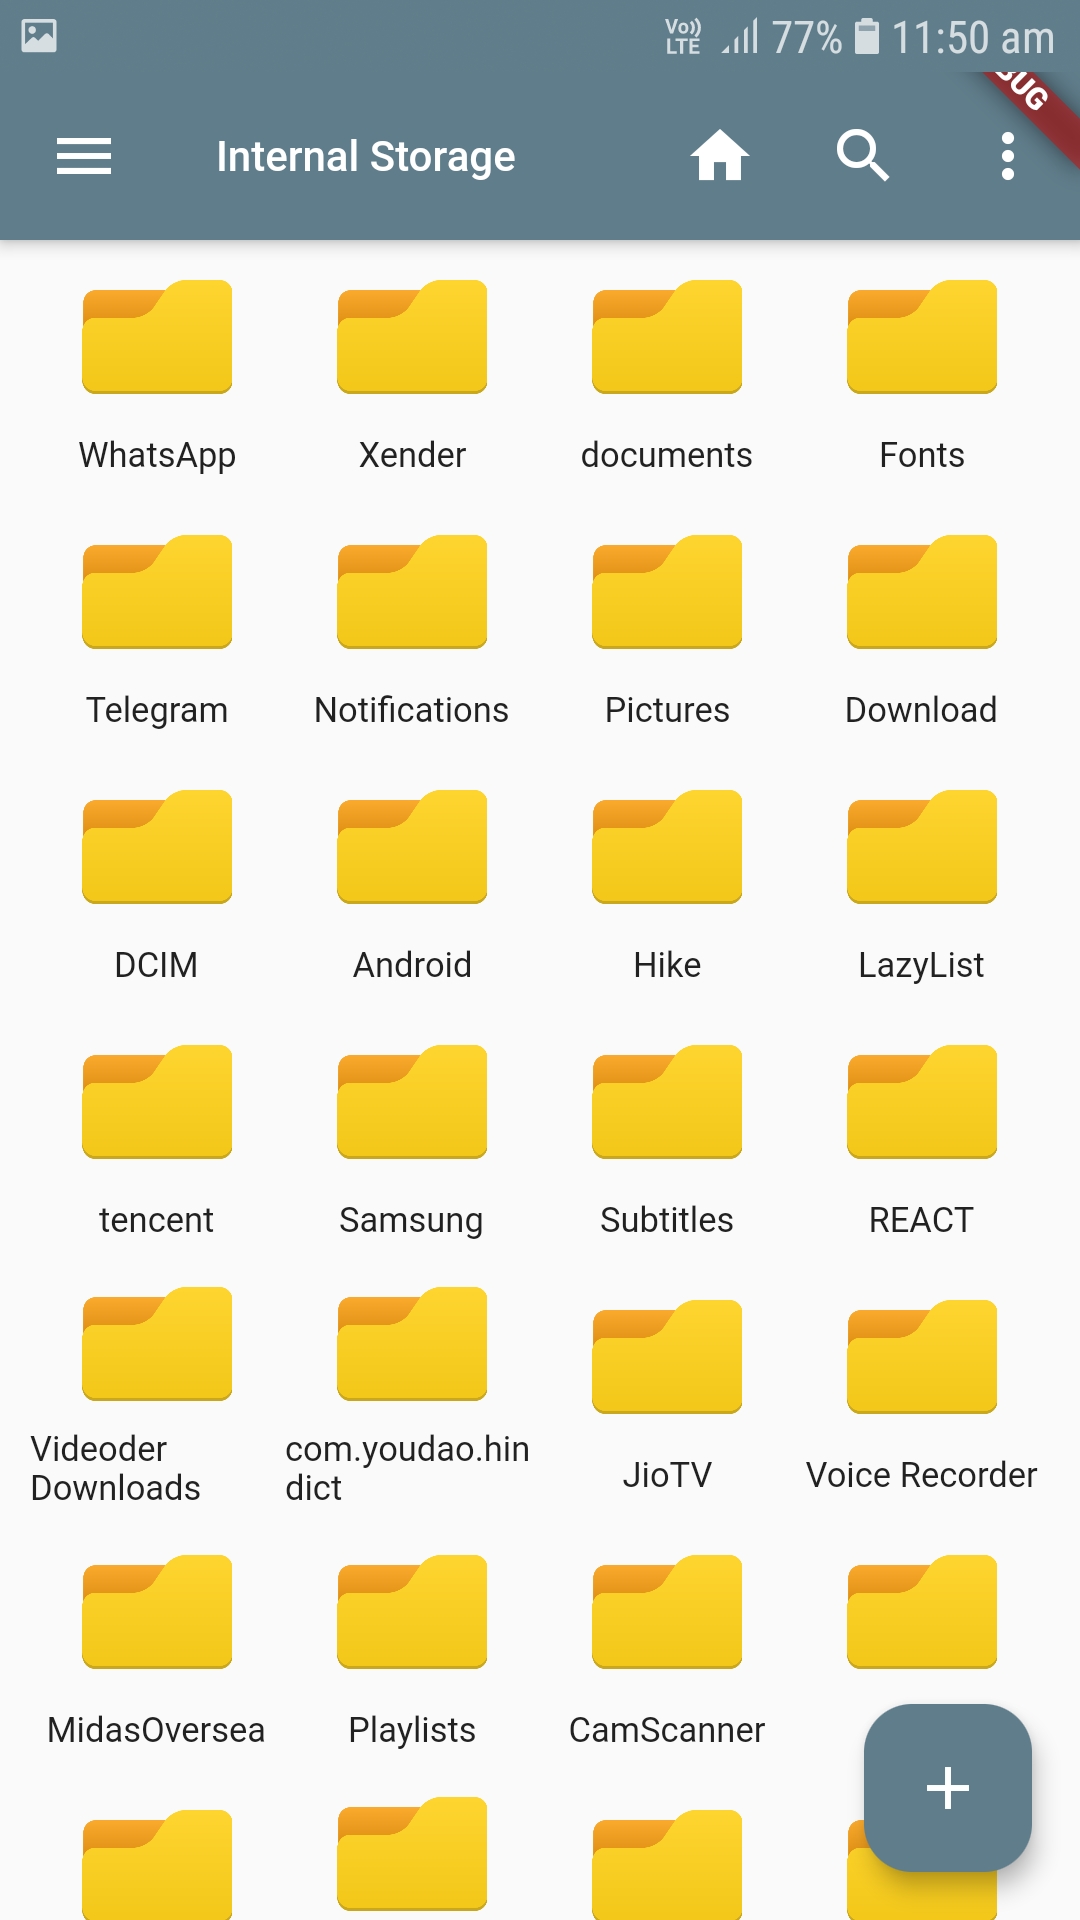 Vo)) LTE 77% 11:50 am
Internal Storage
WhatsApp Xender documents Fonts
Telegram Notifications Pictures Download
DCIM Android Hike LazyList
tencent Samsung Subtitles REACT
Videoder Downloads com.youdao.hindict JioTV Voice Recorder
MidasOversea Playlists CamScanner